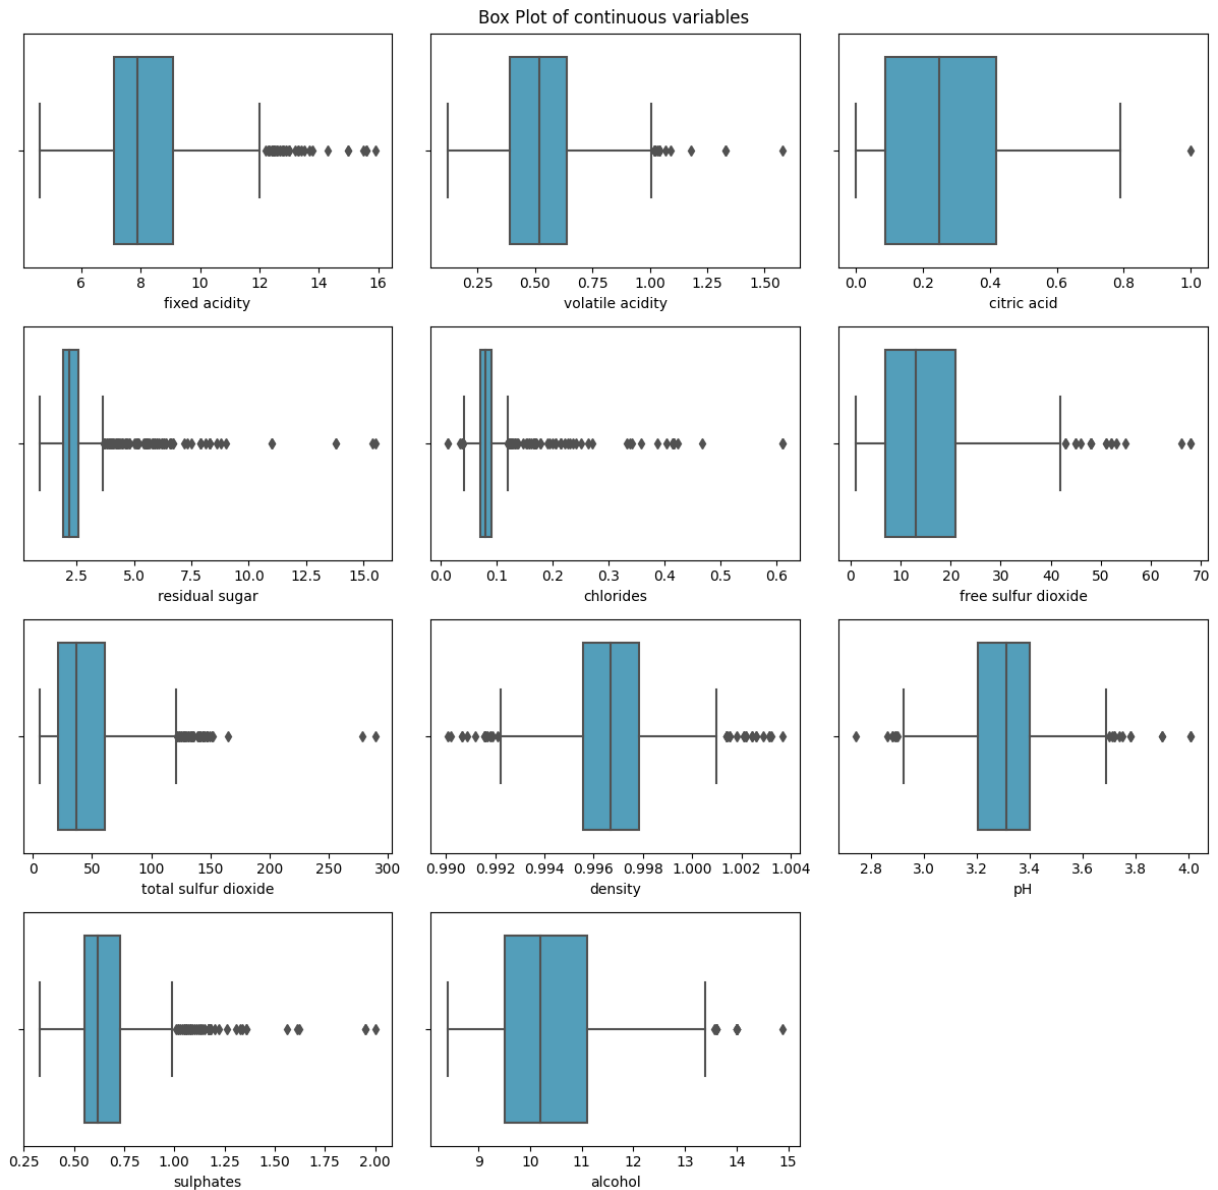 Box Plot of continuous variables
6 8 10 12 14 16
fixed acidity
0.25 0.50 0.75 1.00 1.25 1.50
volatile acidity
0.0 0.2 0.4 0.6 0.8 1.0
citric acid
2.5 5.0 7.5 10.0 12.5 15.0
residual sugar
0.0 0.1 0.2 0.3 0.4 0.5 0.6
chlorides
0 10 20 30 40 50 60 70
free sulfur dioxide
0 50 100 150 200 250 300
total sulfur dioxide
0.990 0.992 0.994 0.996 0.998 1.000 1.002 1.004
density
2.8 3.0 3.2 3.4 3.6 3.8 4.0
pH
0.25 0.50 0.75 1.00 1.25 1.50 1.75 2.00
sulphates
9 10 11 12 13 14 15
alcohol